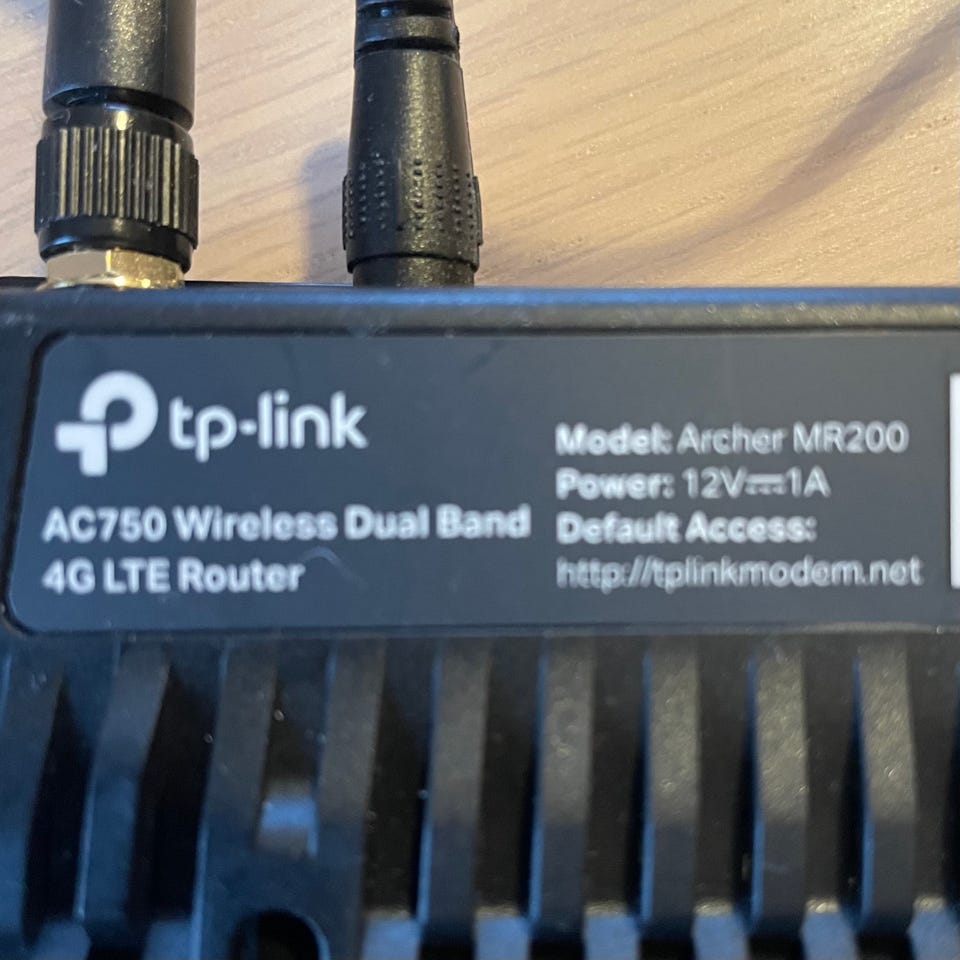 tp-link
AC750 Wireless Dual Band
4G LTE Router
Model: Archer MR200
Power: 12V⎓1A
Default Access:
http://tplinkmodem.net